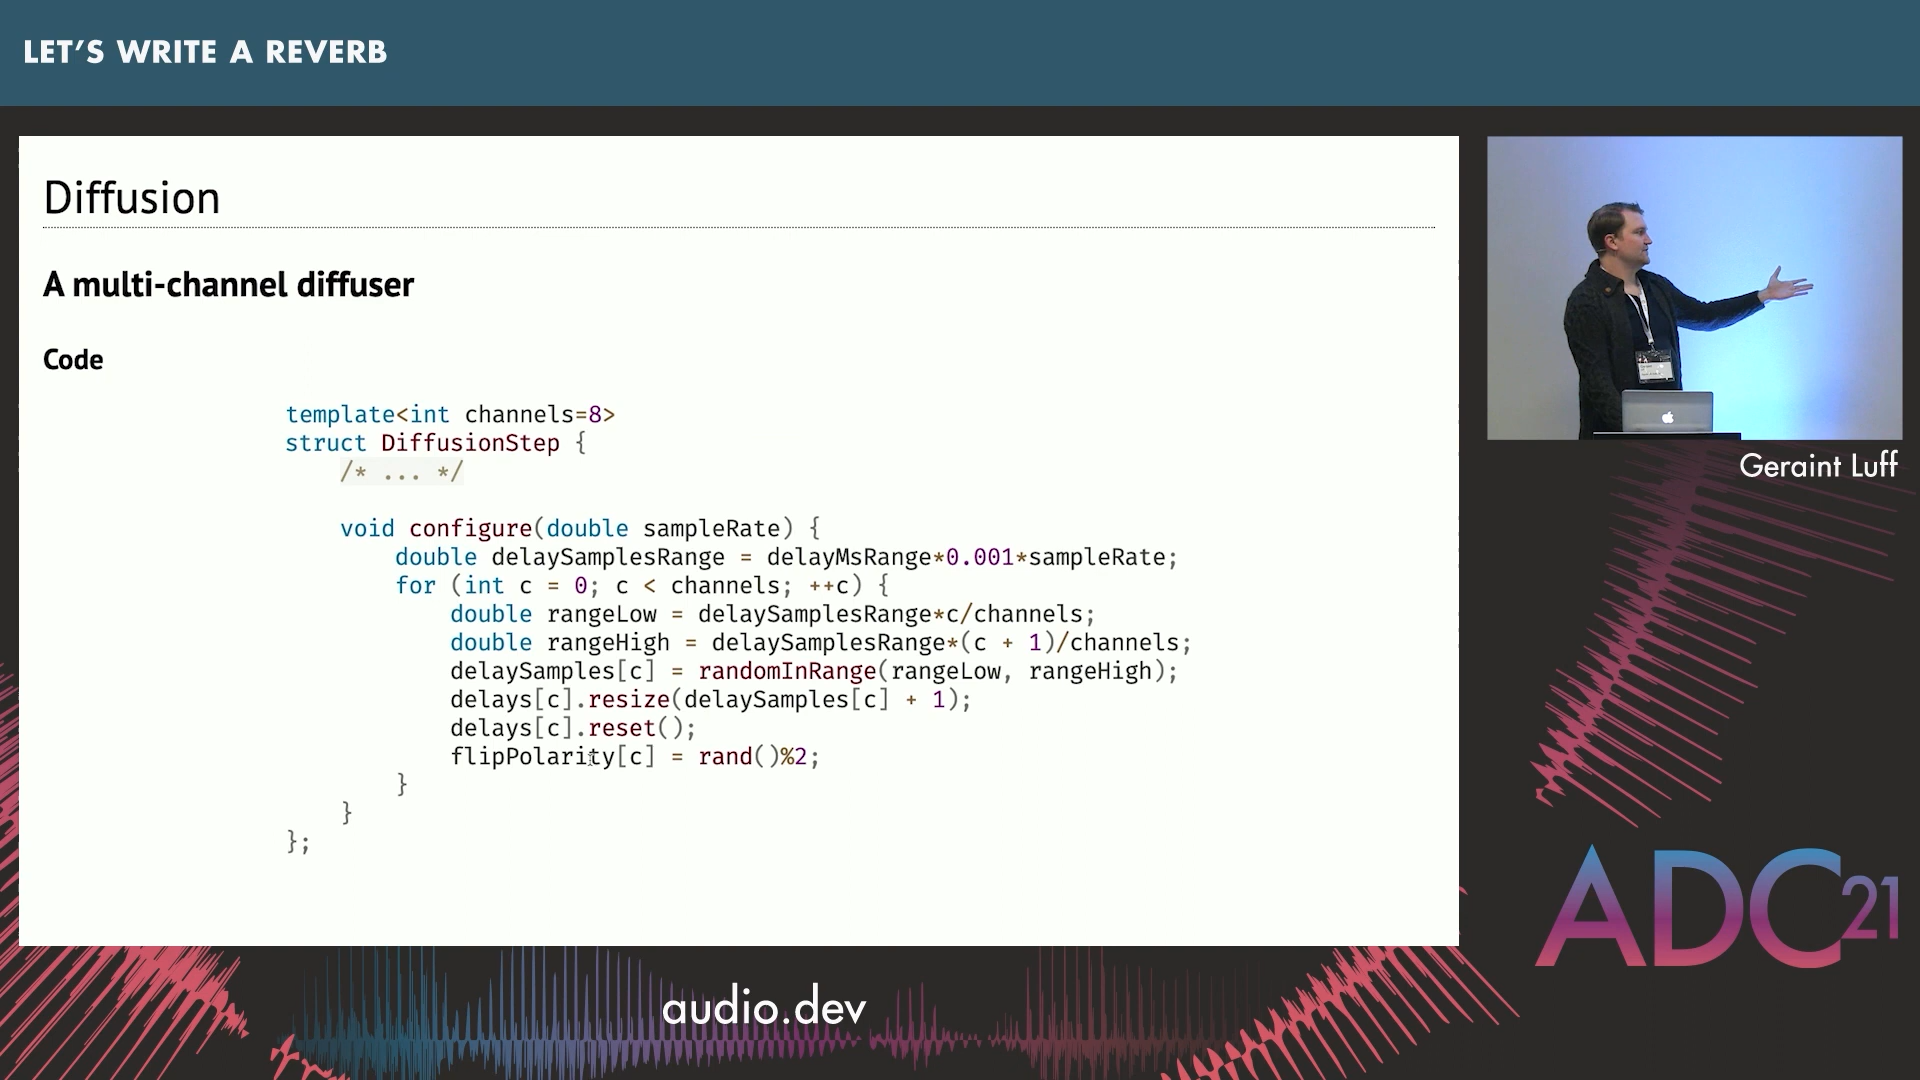 LET'S WRITE A REVERB
Diffusion
A multi-channel diffuser
Code
template<int channels=8>
struct DiffusionStep {
    /* ... */

    void configure(double sampleRate) {
        double delaySamplesRange = delayMsRange*0.001*sampleRate;
        for (int c = 0; c < channels; ++c) {
            double rangeLow = delaySamplesRange*c/channels;
            double rangeHigh = delaySamplesRange*(c + 1)/channels;
            delaySamples[c] = randomInRange(rangeLow, rangeHigh);
            delays[c].resize(delaySamples[c] + 1);
            delays[c].reset();
            flipPolarity[c] = rand()%2;
        }
    }
};
Geraint Luff
ADC21
audio.dev